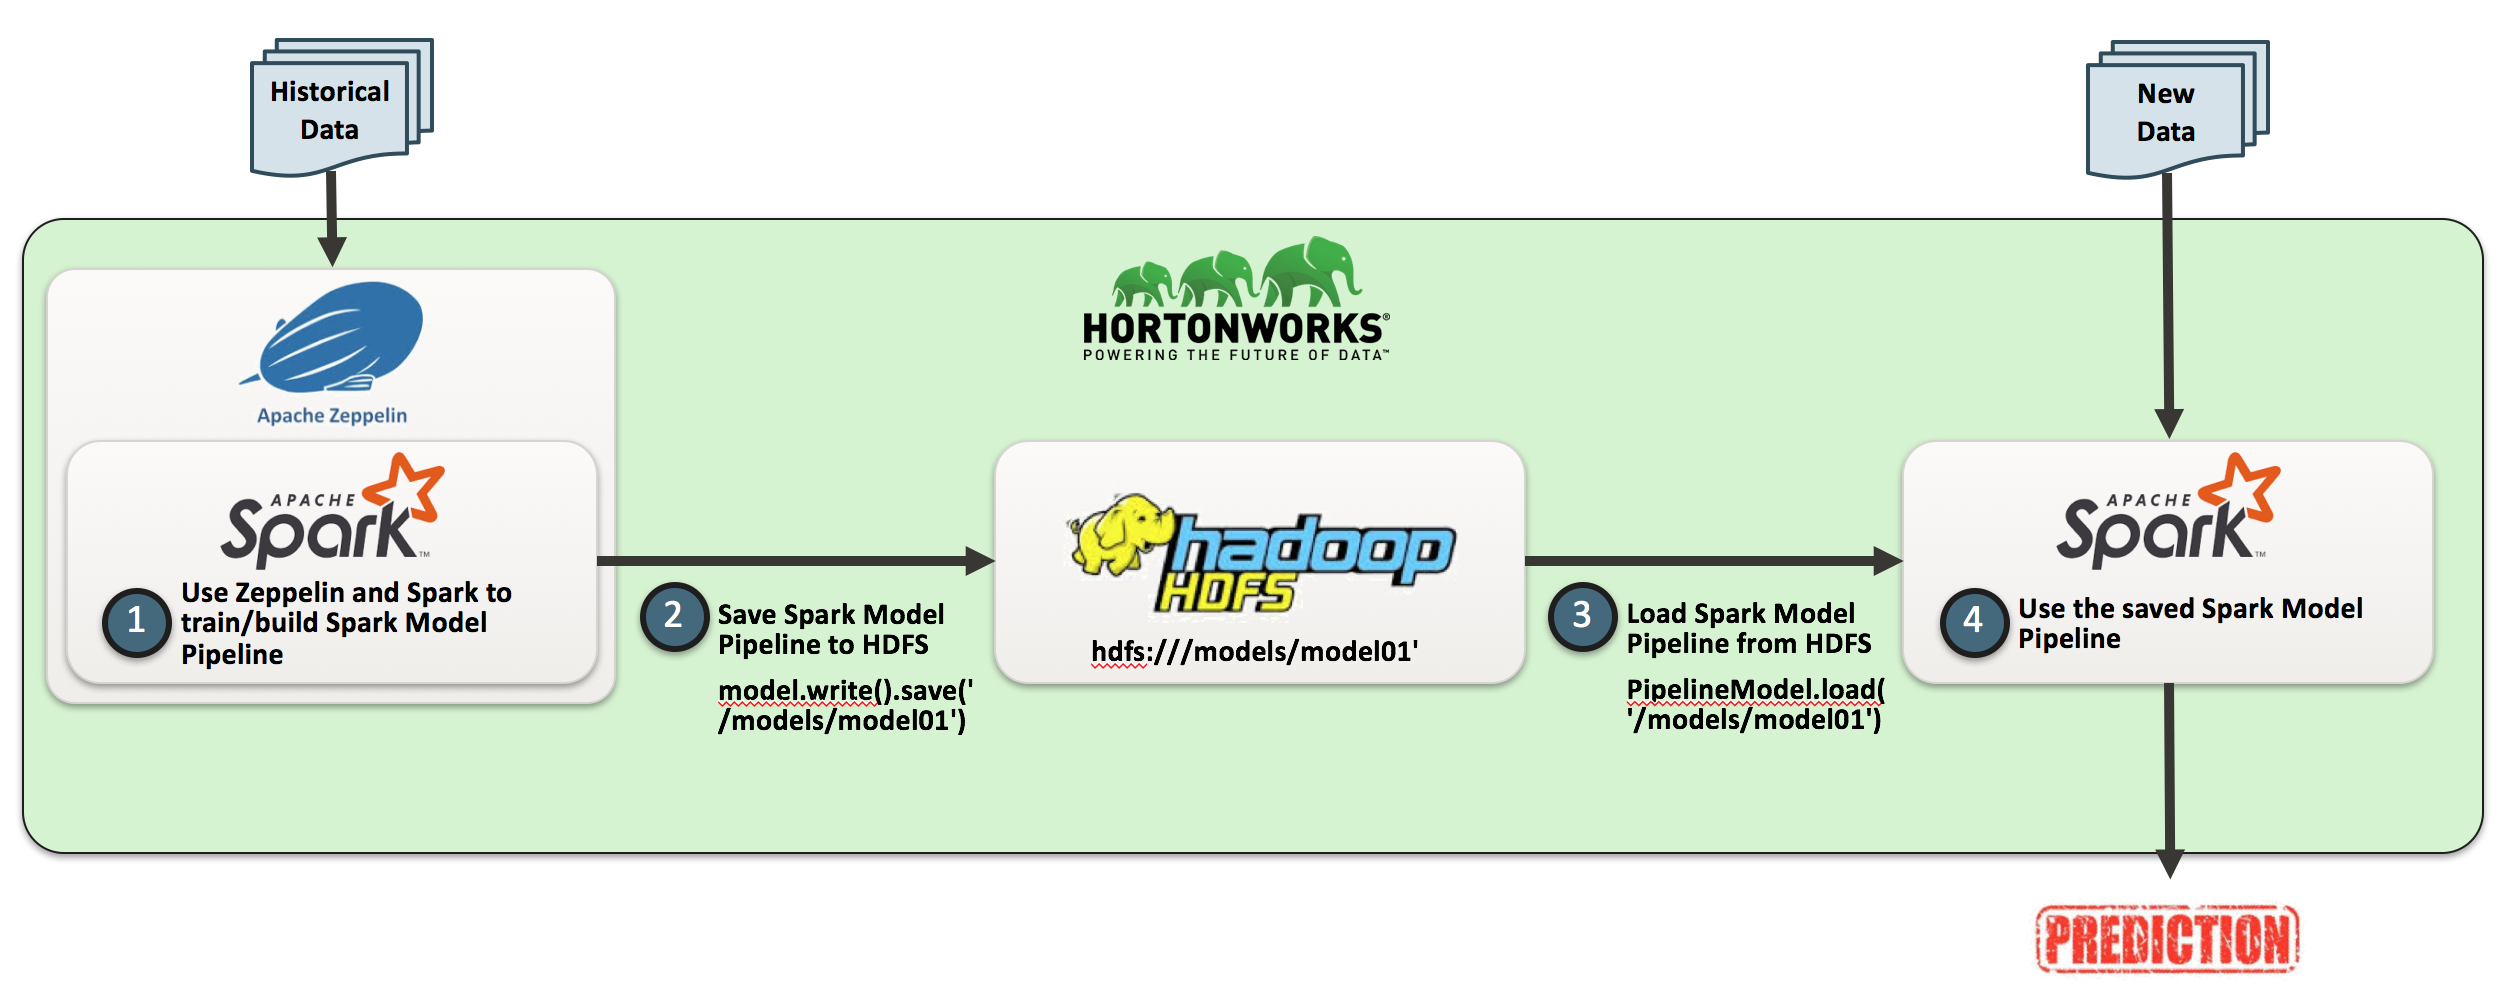 Historical
Data
New
Data
HORTONWORKS®
POWERING THE FUTURE OF DATA™
Apache Zeppelin
APACHE
Spark™
1
Use Zeppelin and Spark to
train/build Spark Model
Pipeline
2
Save Spark Model
Pipeline to HDFS
model.write().save('
/models/model01')
hadoop
HDFS
hdfs:///models/model01'
3
Load Spark Model
Pipeline from HDFS
PipelineModel.load(
'/models/model01')
APACHE
Spark™
4
Use the saved Spark Model
Pipeline
PREDICTION